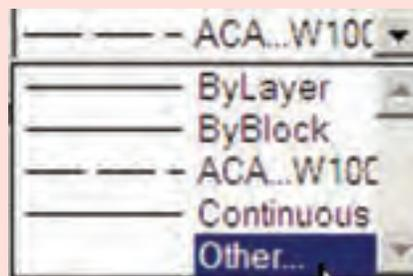 ACA...W100
ByLayer
ByBlock
ACA...W100
Continuous
Other...